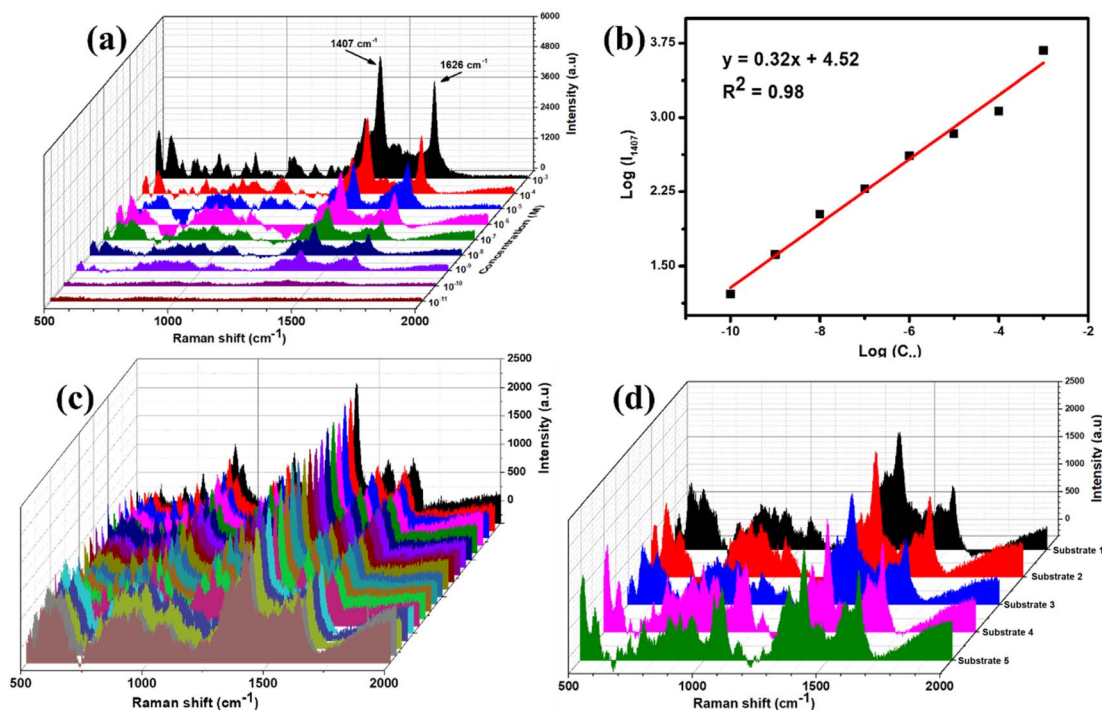 (a)
1407 cm-1
1626 cm-1
6000
4800
3600
2400
1200
0
Intensity (a.u)
10-3
10-4
10-5
10-6
10-7
10-8
10-9
10-10
10-11
Concentration (M)
500
1000
1500
2000
Raman shift (cm-1)
(b)
y = 0.32x + 4.52
R2 = 0.98
3.75
3.00
2.25
1.50
Log (I1407)
-10
-8
-6
-4
-2
Log (C
(c)
2500
2000
1500
1000
500
0
Intensity (a.u)
500
1000
1500
2000
Raman shift (cm-1)
(d)
2500
2000
1500
1000
500
0
Intensity (a.u)
Substrate 1
Substrate 2
Substrate 3
Substrate 4
Substrate 5
500
1000
1500
2000
Raman shift (cm-1)